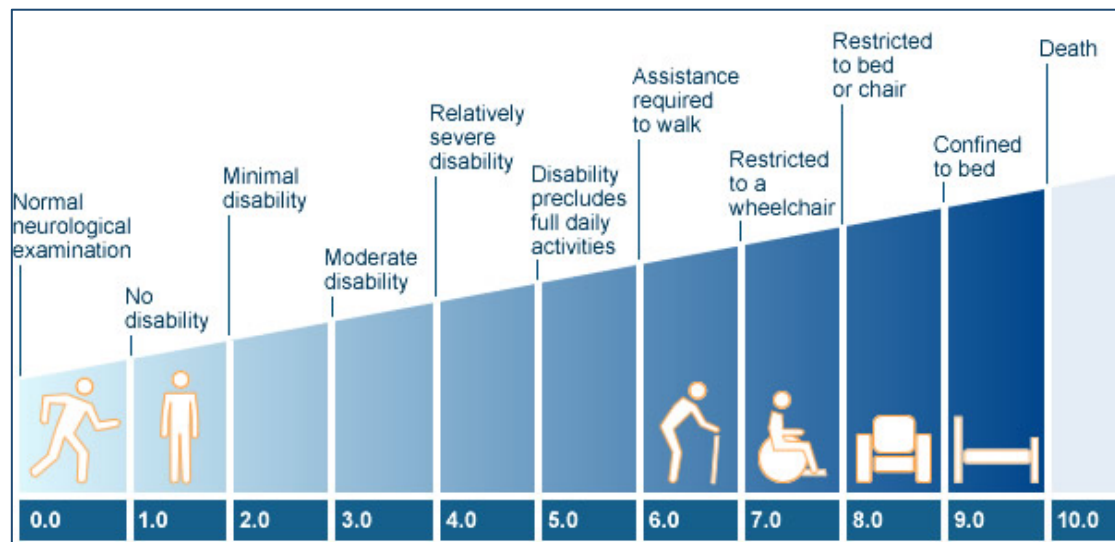 Normal
neurological
examination
No
disability
Minimal
disability
Moderate
disability
Relatively
severe
disability
Disability
precludes
full daily
activities
Assistance
required
to walk
Restricted
to a
wheelchair
Restricted
to bed
or chair
Confined
to bed
Death
0.0 1.0 2.0 3.0 4.0 5.0 6.0 7.0 8.0 9.0 10.0